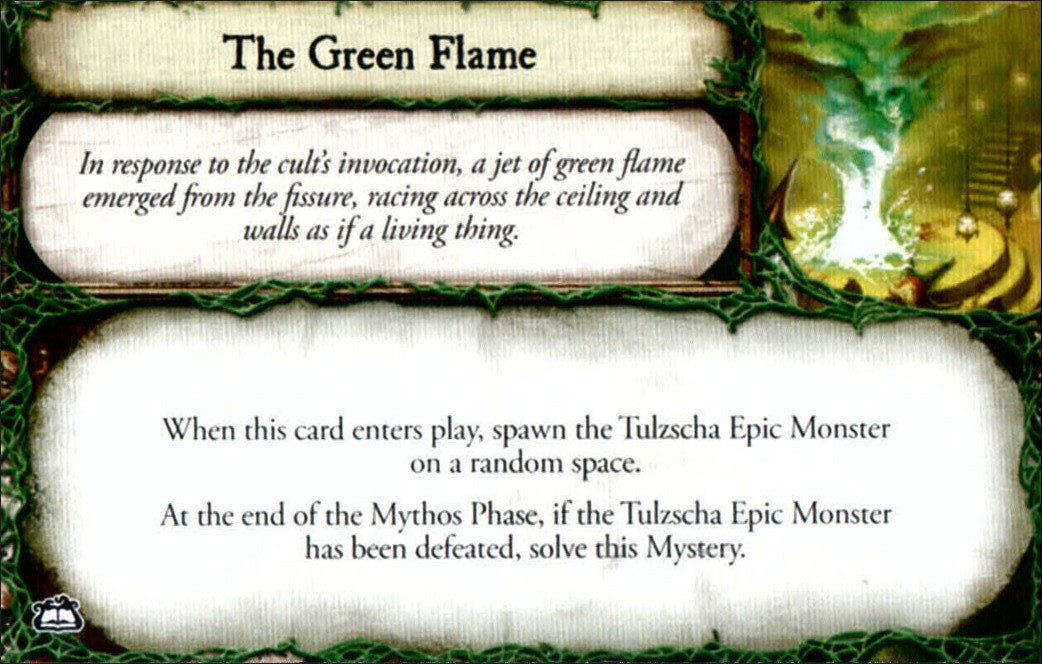 The Green Flame
In response to the cult's invocation, a jet of green flame
emerged from the fissure, racing across the ceiling and
walls as if a living thing.
When this card enters play, spawn the Tulzscha Epic Monster
on a random space.
At the end of the Mythos Phase, if the Tulzscha Epic Monster
has been defeated, solve this Mystery.